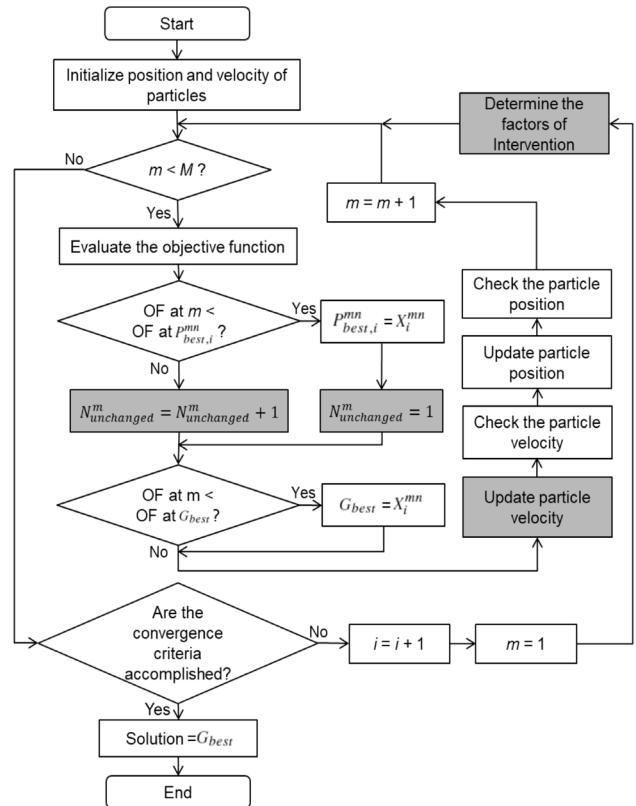 Start
Initialize position and velocity of
particles
Determine the
factors of
Intervention
No
m < M ?
m = m + 1
Yes
Evaluate the objective function
Check the particle
position
OF at m <
OF at P^{mn}_{best,i} ?
Yes
P^{mn}_{best,i} = X^{mn}_i
Update particle
position
No
N^m_{unchanged} = N^m_{unchanged} + 1
N^m_{unchanged} = 1
Check the particle
velocity
OF at m <
OF at G_{best}?
Yes
G_{best} = X^{mn}_i
Update particle
velocity
No
Are the
convergence
criteria
accomplished?
No
i = i + 1
m = 1
Yes
Solution = G_{best}
End